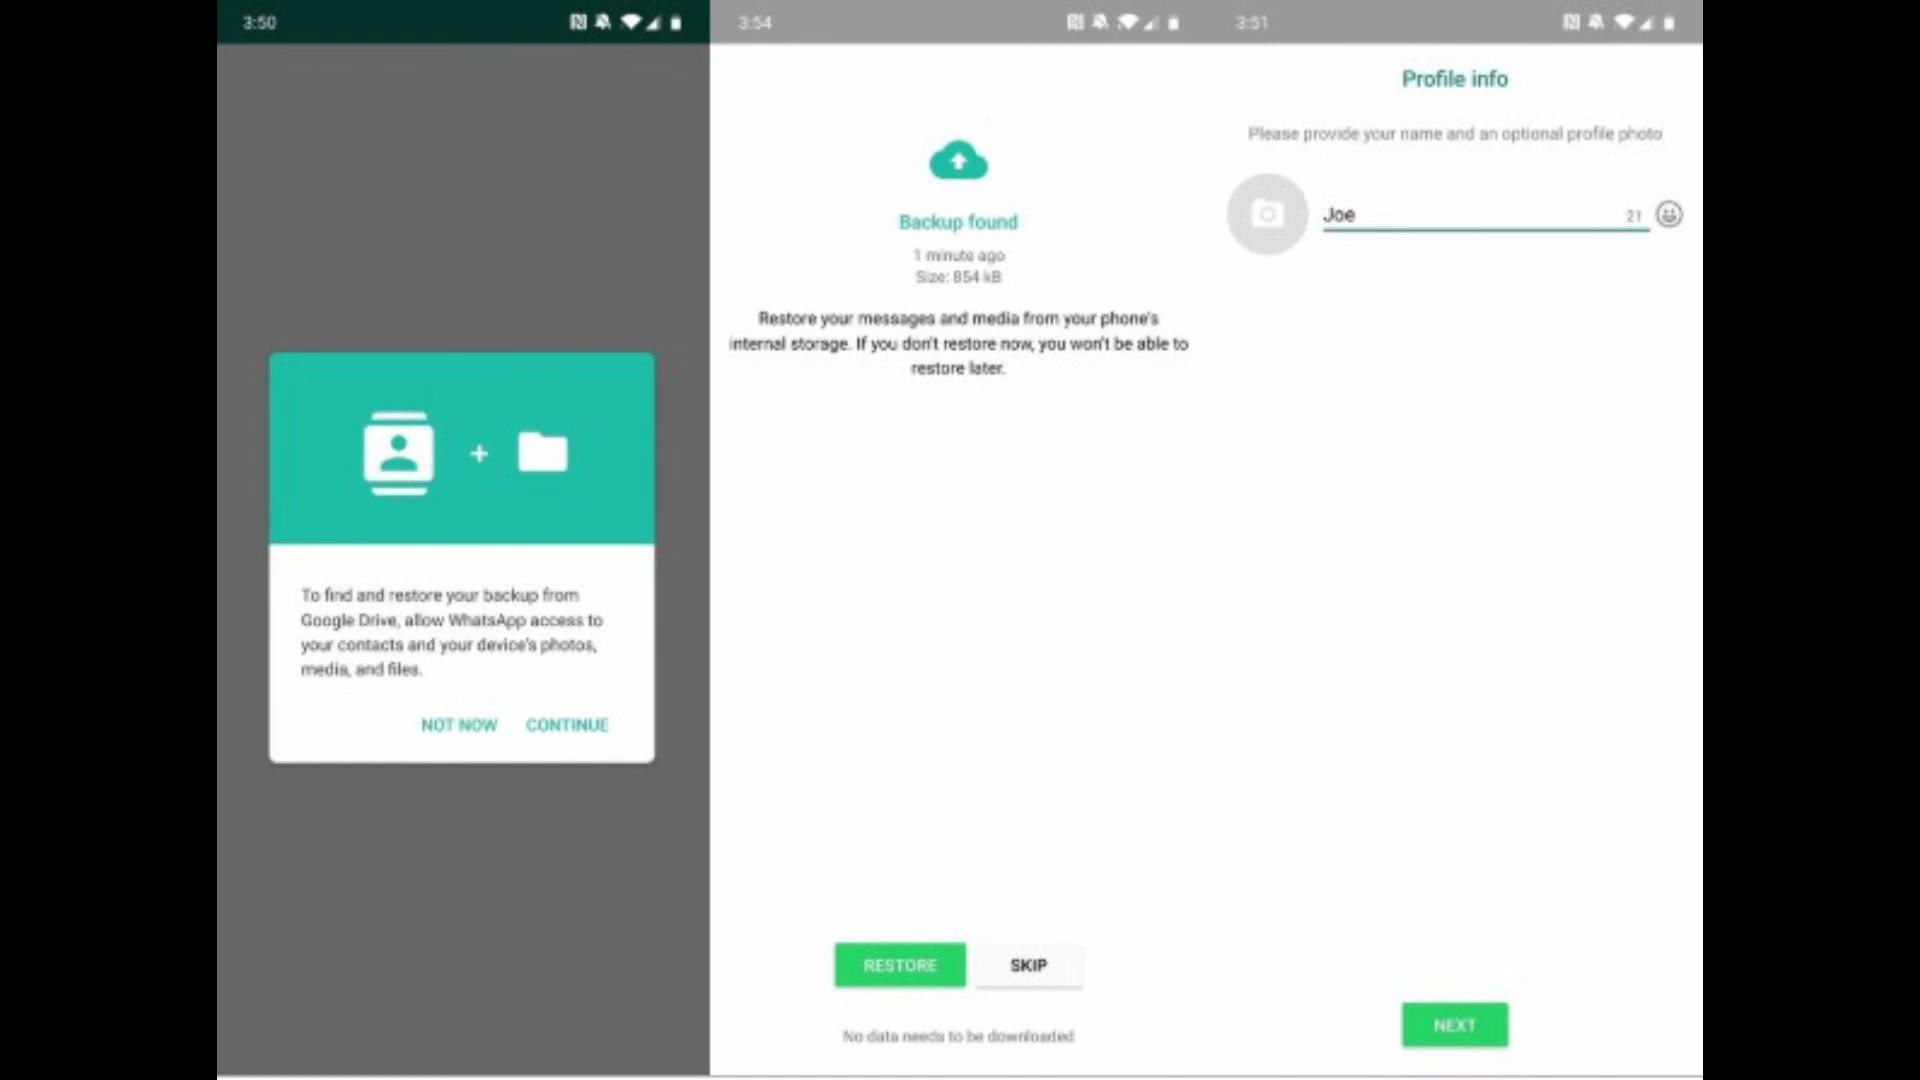 3:50
To find and restore your backup from
Google Drive, allow WhatsApp access to
your contacts and your device's photos,
media, and files.
NOT NOW CONTINUE
3:54
Backup found
1 minute ago
Size: 854 kB
Restore your messages and media from your phone's
internal storage. If you don't restore now, you won't be able to
restore later.
RESTORE SKIP
No data needs to be downloaded
3:51
Profile info
Please provide your name and an optional profile photo
Joe 21
NEXT